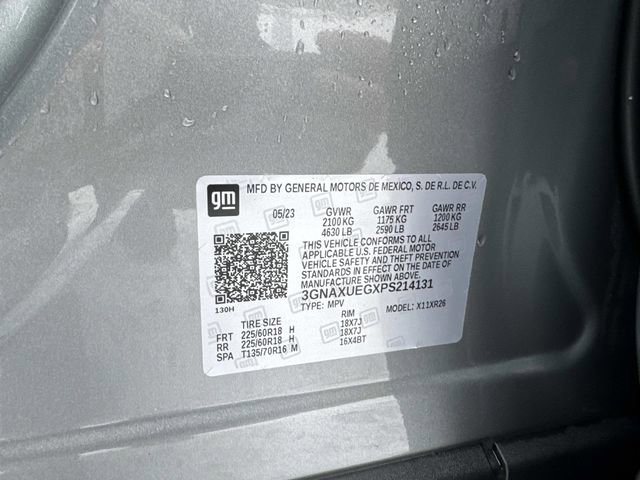 gm MFD BY GENERAL MOTORS DE MEXICO, S. DE R.L. DE C.V.
05/23 GVWR GAWR FRT GAWR RR
2100 KG 1175 KG 1200 KG
4630 LB 2590 LB 2645 LB
THIS VEHICLE CONFORMS TO ALL
APPLICABLE U.S. FEDERAL MOTOR
VEHICLE SAFETY AND THEFT PREVENTION
STANDARDS IN EFFECT ON THE DATE OF
MANUFACTURE SHOWN ABOVE.
3GNAXUEGXPS214131
130H TYPE: MPV MODEL: X11XR26
TIRE SIZE RIM
FRT 225/60R18 H 18X7J
RR 225/60R18 H 18X7J
SPA T135/70R16 M 16X4BT